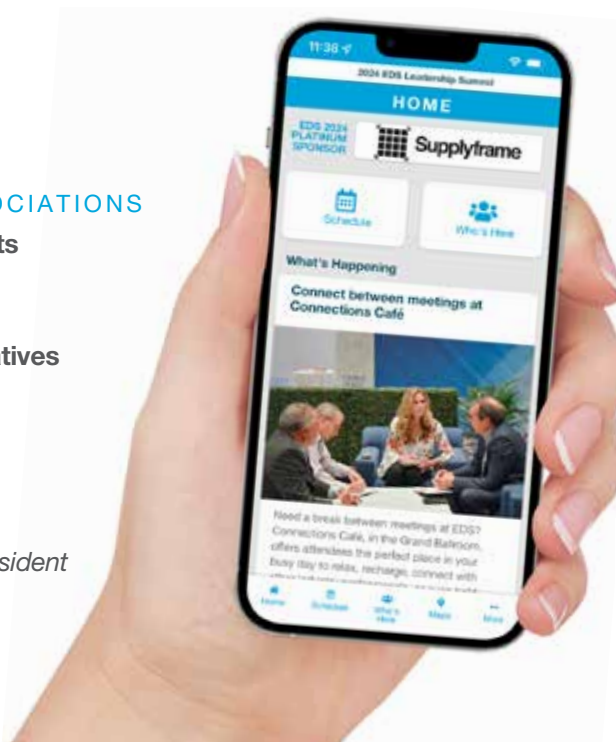 OCIATIONS
ts
atives
sident
11:38
2024 EDS Leadership Summit
HOME
EDS 2024
PLATINUM
SPONSOR
Supplyframe
Schedule
Who's Here
What's Happening
Connect between meetings at
Connections Café
Need a break between meetings at EDS?
Connections Café, in the Grand Ballroom,
offers attendees the perfect place in your
busy day to relax, recharge, connect with
Home
Schedule
Who's
Here
Maps
More